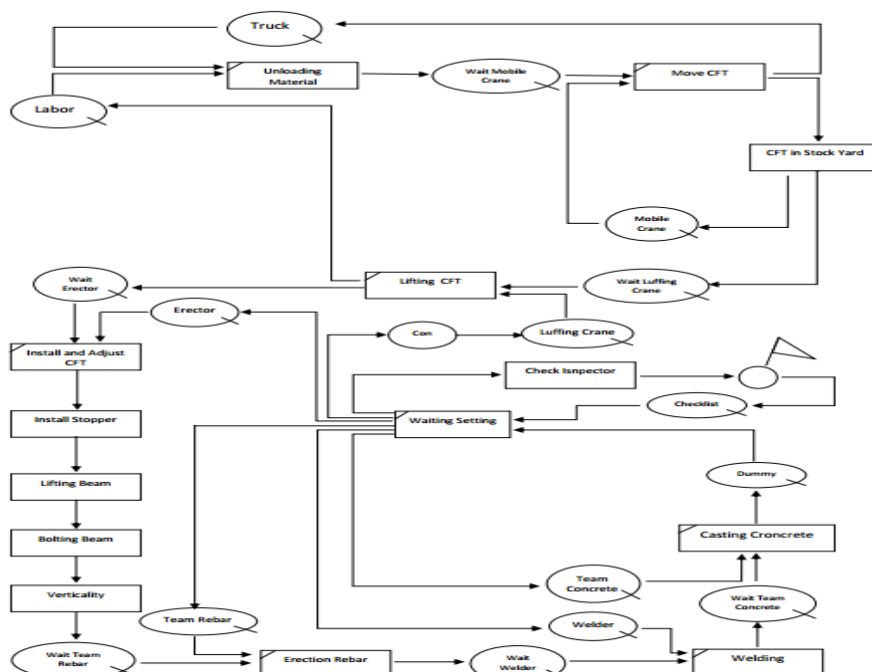 Truck
Unloading
Material
Wait Mobile
Crane
Move CFT
Labor
CFT in Stock Yard
Mobile
Crane
Wait
Erector
Lifting CFT
Wait Luffing
Crane
Erector
Con
Luffing Crane
Install and Adjust
CFT
Check Isnpector
Checklist
Install Stopper
Waiting Setting
Dummy
Lifting Beam
Bolting Beam
Casting Croncrete
Team
Concrete
Verticality
Wait Team
Concrete
Team Rebar
Welder
Wait Team
Rebar
Erection Rebar
Wait
Welder
Welding